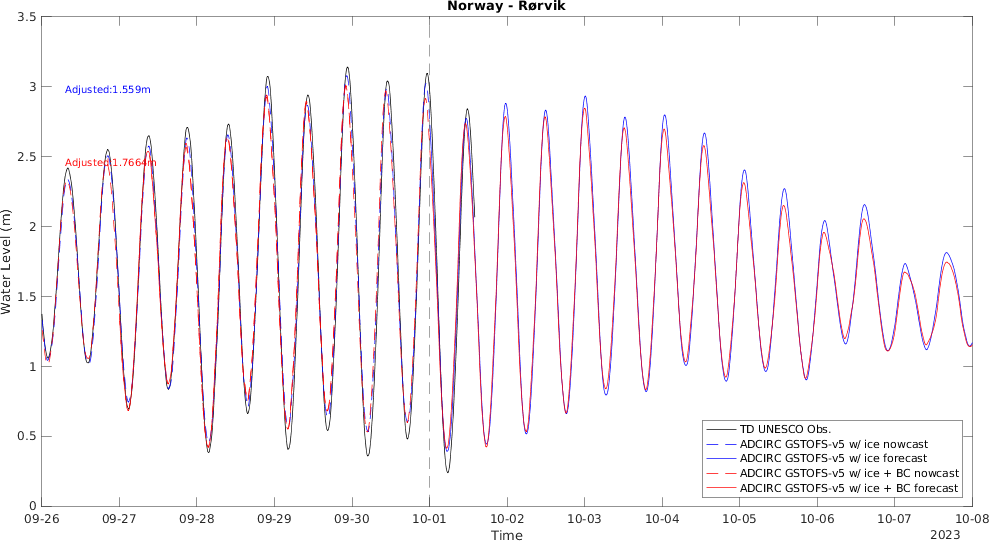 Norway - Rørvik
3.5
3
2.5
2
1.5
1
0.5
0
Water Level (m)
Adjusted:1.559m
Adjusted:1.7664m
TD UNESCO Obs.
ADCIRC GSTOFS-v5 w/ ice nowcast
ADCIRC GSTOFS-v5 w/ ice forecast
ADCIRC GSTOFS-v5 w/ ice + BC nowcast
ADCIRC GSTOFS-v5 w/ ice + BC forecast
09-26 09-27 09-28 09-29 09-30 10-01 10-02 10-03 10-04 10-05 10-06 10-07 10-08
Time
2023